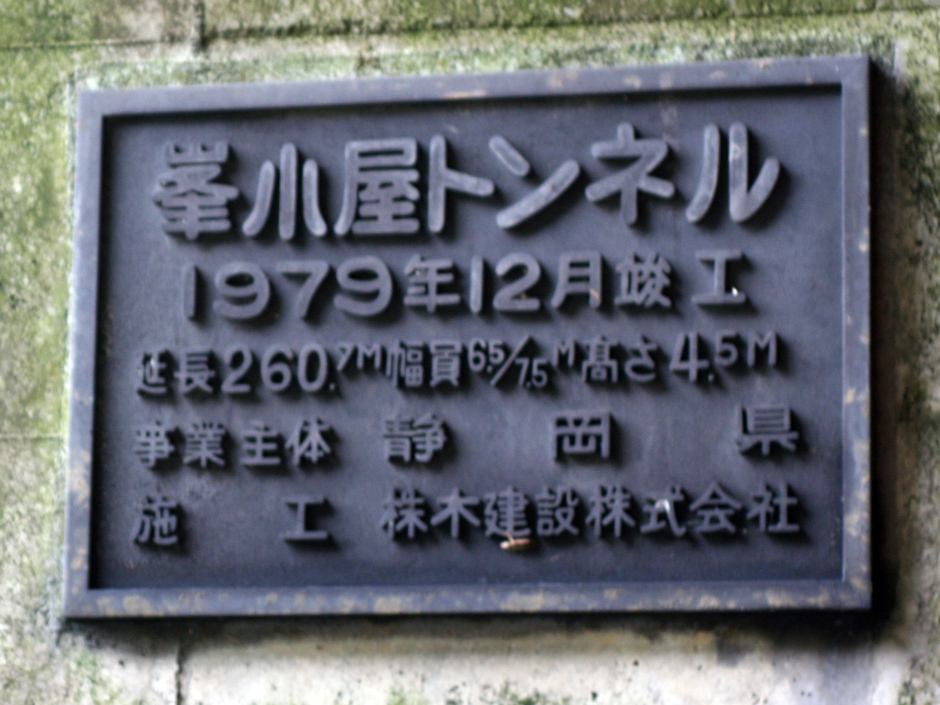 峯小屋トンネル
1979年12月竣工
延長260.7M幅員6.5/7.5M高さ4.5M
事業主体 静岡県
施工 株木建設株式会社